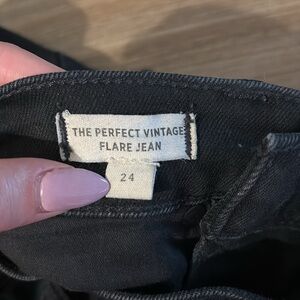 THE PERFECT VINTAGE
FLARE JEAN
24